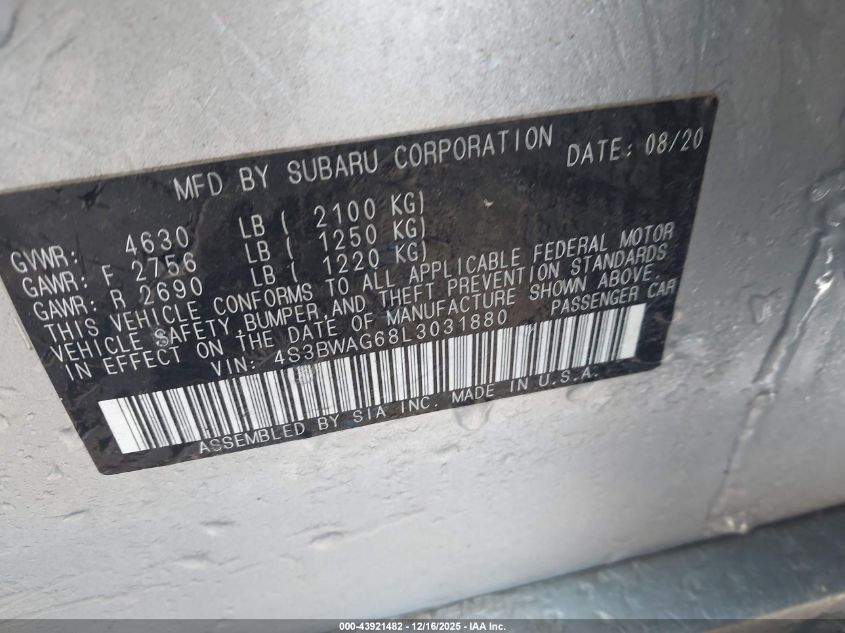 MFD BY SUBARU CORPORATION DATE: 08/20
GVWR: 4630 LB ( 2100 KG)
GAWR: F 2756 LB ( 1250 KG)
GAWR: R 2690 LB ( 1220 KG)
THIS VEHICLE CONFORMS TO ALL APPLICABLE FEDERAL MOTOR
VEHICLE SAFETY,BUMPER,AND THEFT PREVENTION STANDARDS
IN EFFECT ON THE DATE OF MANUFACTURE SHOWN ABOVE.
VIN: 4S3BWAG68L3031880 PASSENGER CAR
ASSEMBLED BY SIA INC. MADE IN U.S.A.
000-43921482 - 12/16/2025 - IAA Inc.